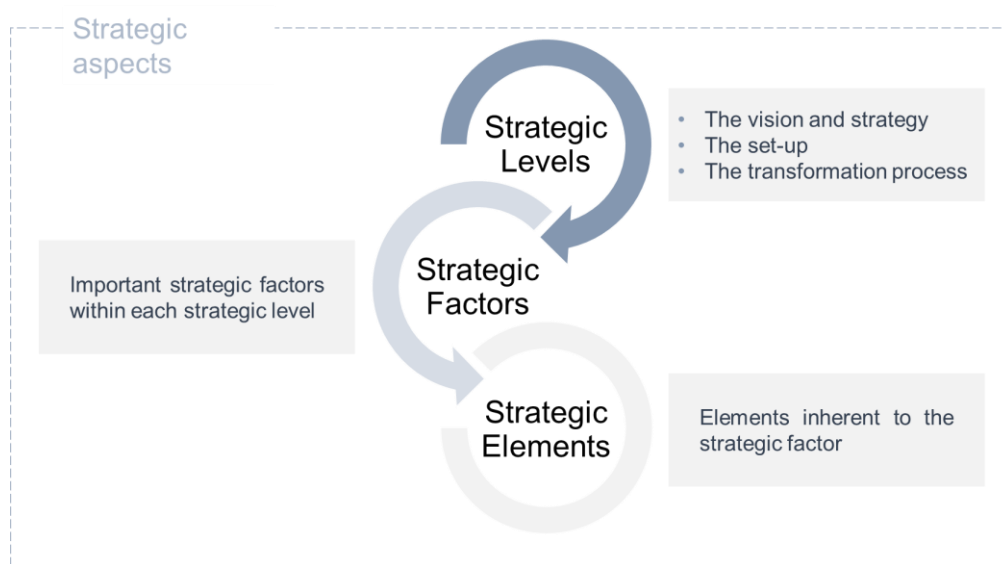 Strategic
aspects
Strategic
Levels
• The vision and strategy
• The set-up
• The transformation process
Important strategic factors
within each strategic level
Strategic
Factors
Strategic
Elements
Elements inherent to the
strategic factor